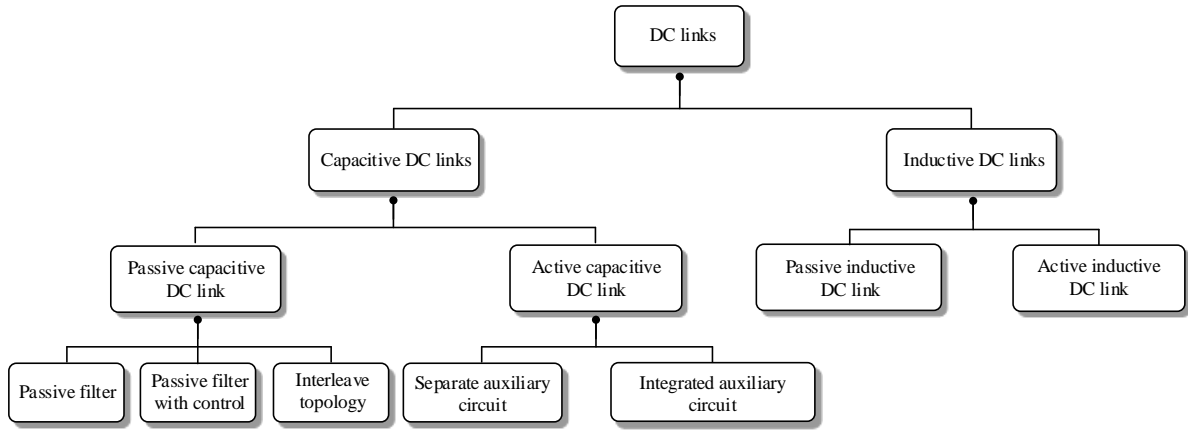 DC links
Capacitive DC links
Inductive DC links
Passive capacitive
DC link
Active capacitive
DC link
Passive inductive
DC link
Active inductive
DC link
Passive filter
Passive filter
with control
Interleave
topology
Separate auxiliary
circuit
Integrated auxiliary
circuit